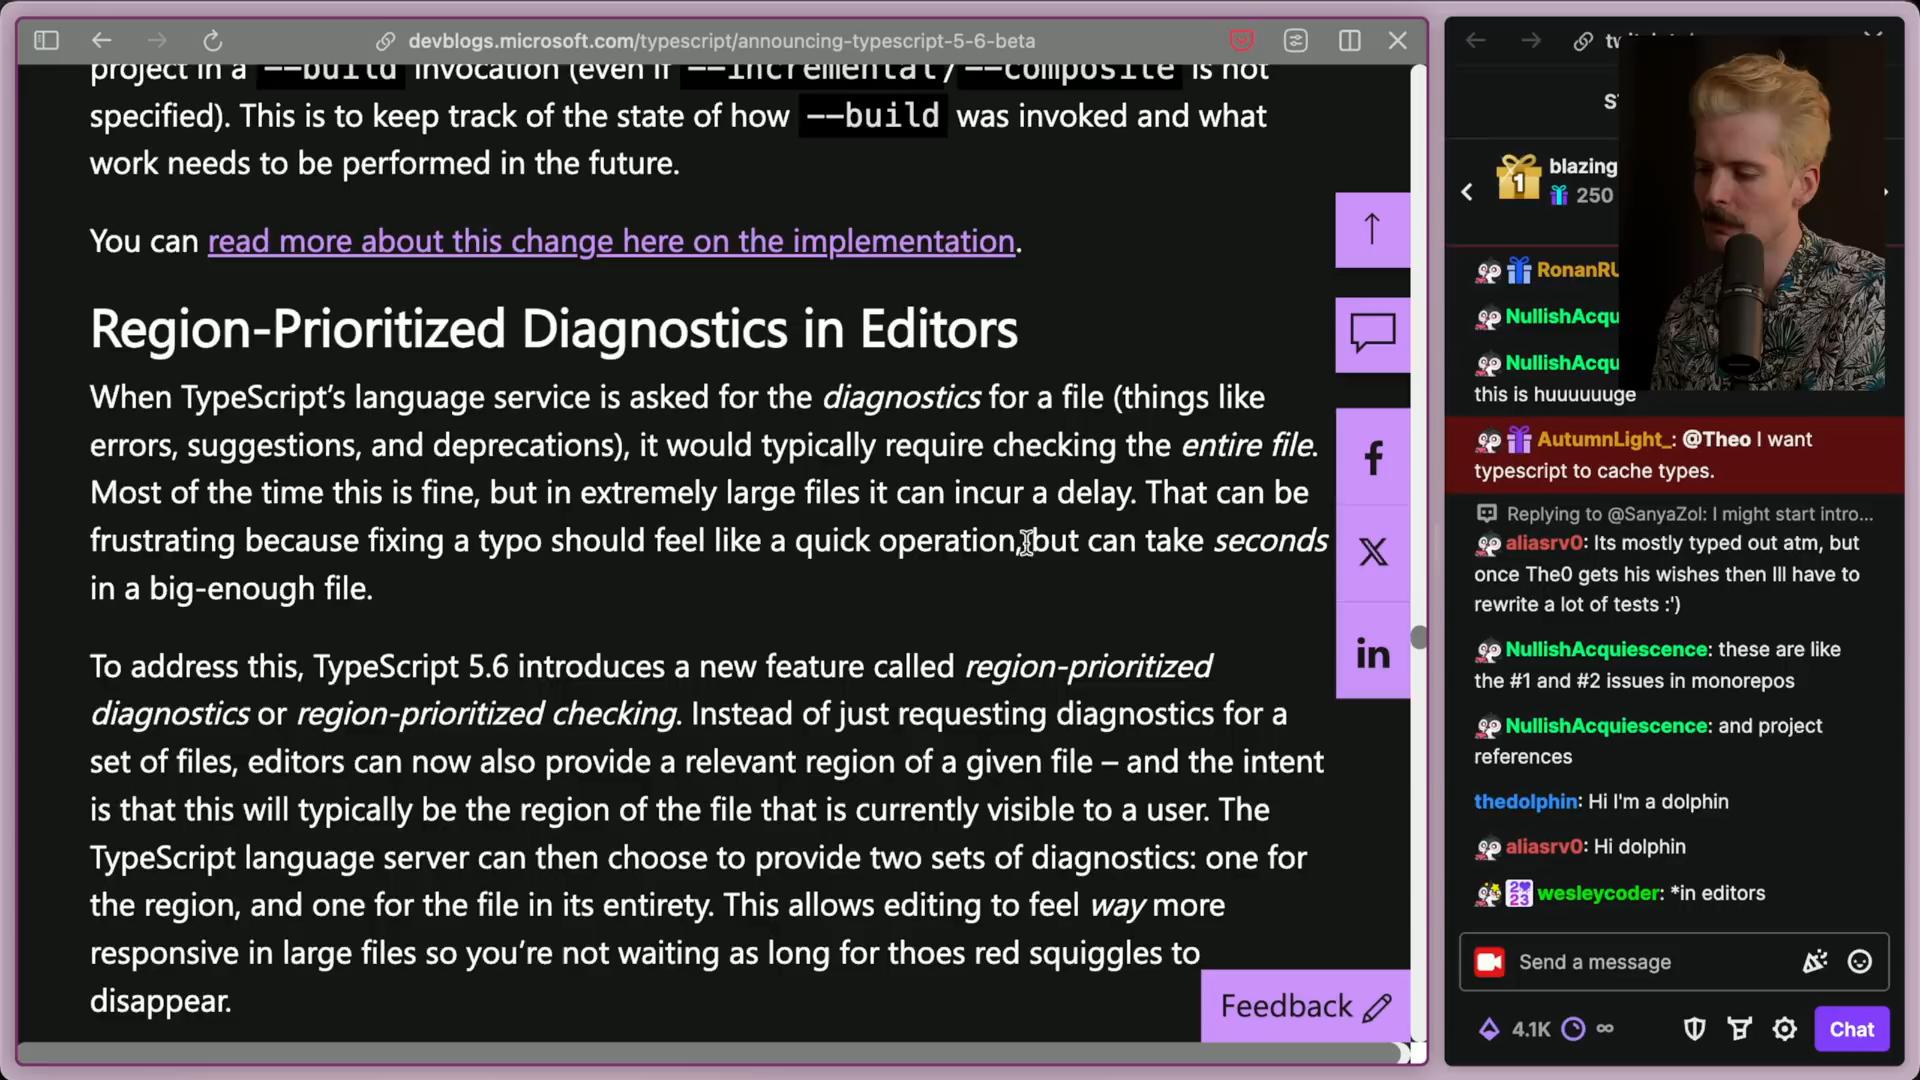 devblogs.microsoft.com/typescript/announcing-typescript-5-6-beta
project in a --build invocation (even if --incremental/--composite is not
specified). This is to keep track of the state of how --build was invoked and what
work needs to be performed in the future.
You can read more about this change here on the implementation.
Region-Prioritized Diagnostics in Editors
When TypeScript’s language service is asked for the diagnostics for a file (things like
errors, suggestions, and deprecations), it would typically require checking the entire file.
Most of the time this is fine, but in extremely large files it can incur a delay. That can be
frustrating because fixing a typo should feel like a quick operation, but can take seconds
in a big-enough file.
To address this, TypeScript 5.6 introduces a new feature called region-prioritized
diagnostics or region-prioritized checking. Instead of just requesting diagnostics for a
set of files, editors can now also provide a relevant region of a given file – and the intent
is that this will typically be the region of the file that is currently visible to a user. The
TypeScript language server can then choose to provide two sets of diagnostics: one for
the region, and one for the file in its entirety. This allows editing to feel way more
responsive in large files so you’re not waiting as long for thoes red squiggles to
disappear.
Feedback
1
blazing
250
RonanRU
NullishAcqu
NullishAcqu
this is huuuuuuge
AutumnLight_: @Theo I want
typescript to cache types.
Replying to @SanyaZol: I might start intro...
aliasrv0: Its mostly typed out atm, but
once The0 gets his wishes then Ill have to
rewrite a lot of tests :')
NullishAcquiescence: these are like
the #1 and #2 issues in monorepos
NullishAcquiescence: and project
references
thedolphin: Hi I'm a dolphin
aliasrv0: Hi dolphin
wesleycoder: *in editors
Send a message
4.1K ∞
Chat